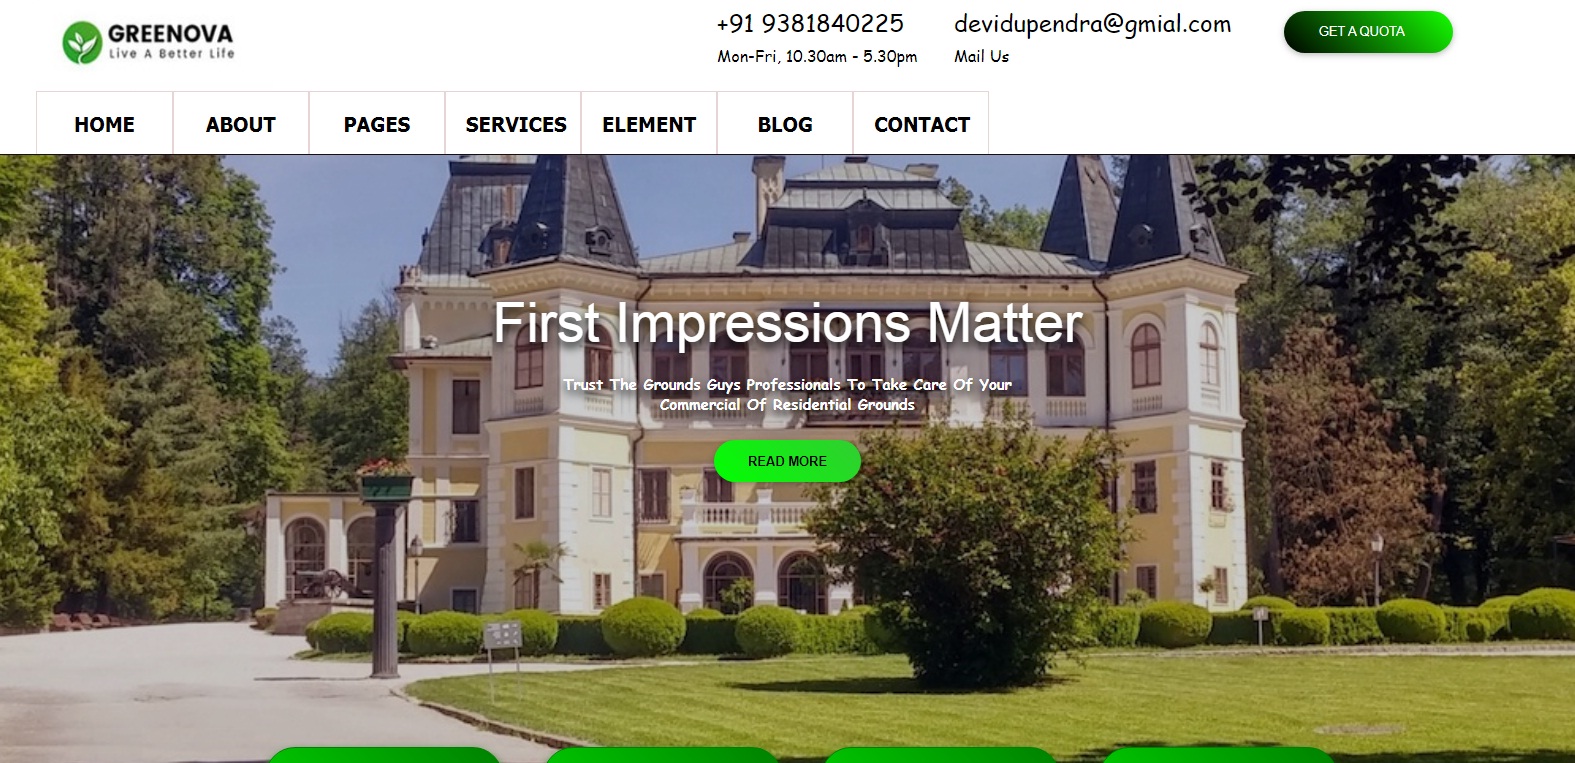 GREENOVA
Live A Better Life
+91 9381840225
Mon-Fri, 10.30am - 5.30pm
devidupendra@gmial.com
Mail Us
GET A QUOTA
HOME
ABOUT
PAGES
SERVICES
ELEMENT
BLOG
CONTACT
First Impressions Matter
Trust The Grounds Guys Professionals To Take Care Of Your
Commercial Of Residential Grounds
READ MORE